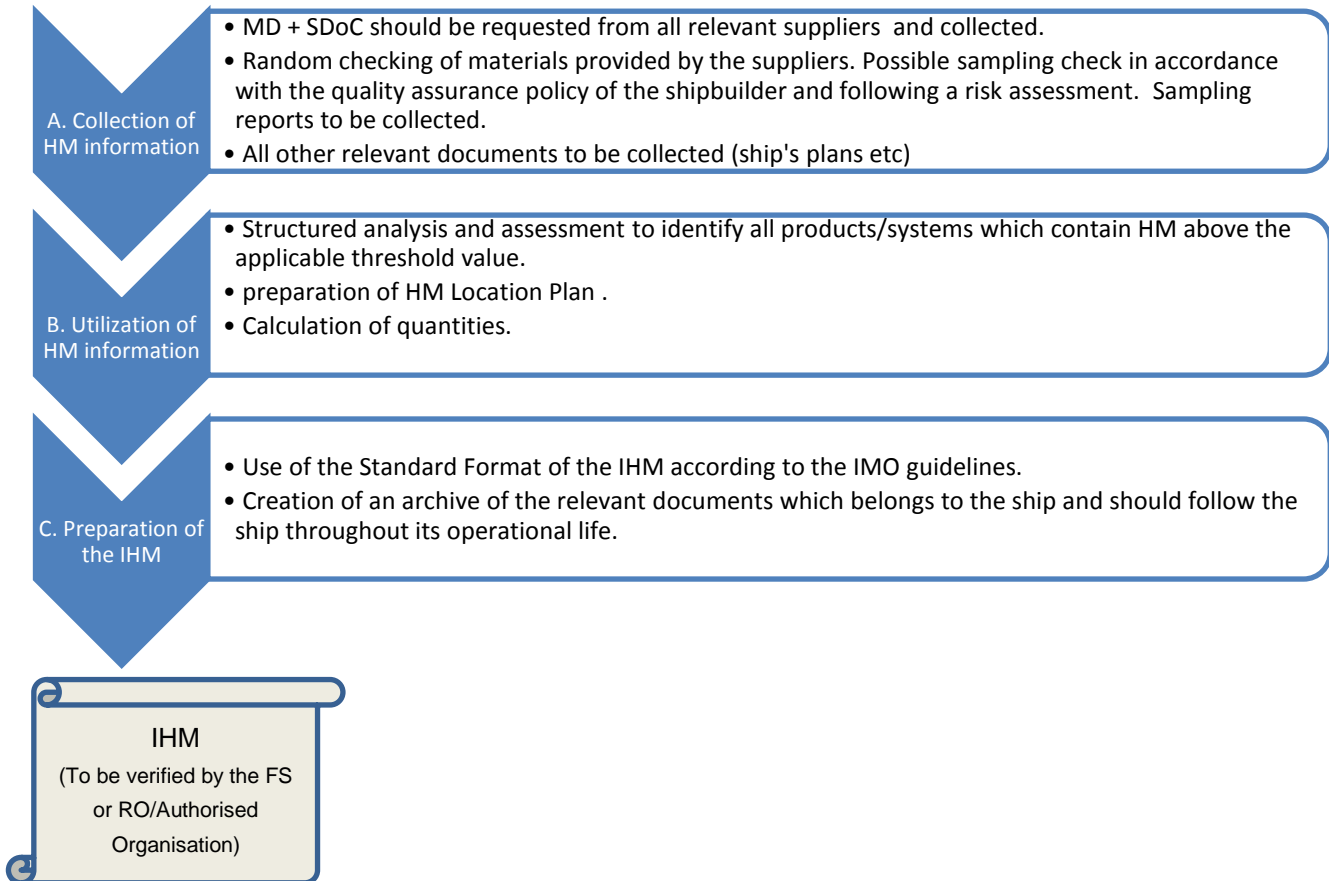 A. Collection of
HM information
• MD + SDoC should be requested from all relevant suppliers and collected.
• Random checking of materials provided by the suppliers. Possible sampling check in accordance
with the quality assurance policy of the shipbuilder and following a risk assessment. Sampling
reports to be collected.
• All other relevant documents to be collected (ship's plans etc)
B. Utilization of
HM information
• Structured analysis and assessment to identify all products/systems which contain HM above the
applicable threshold value.
• preparation of HM Location Plan .
• Calculation of quantities.
C. Preparation of
the IHM
• Use of the Standard Format of the IHM according to the IMO guidelines.
• Creation of an archive of the relevant documents which belongs to the ship and should follow the
ship throughout its operational life.
IHM
(To be verified by the FS
or RO/Authorised
Organisation)